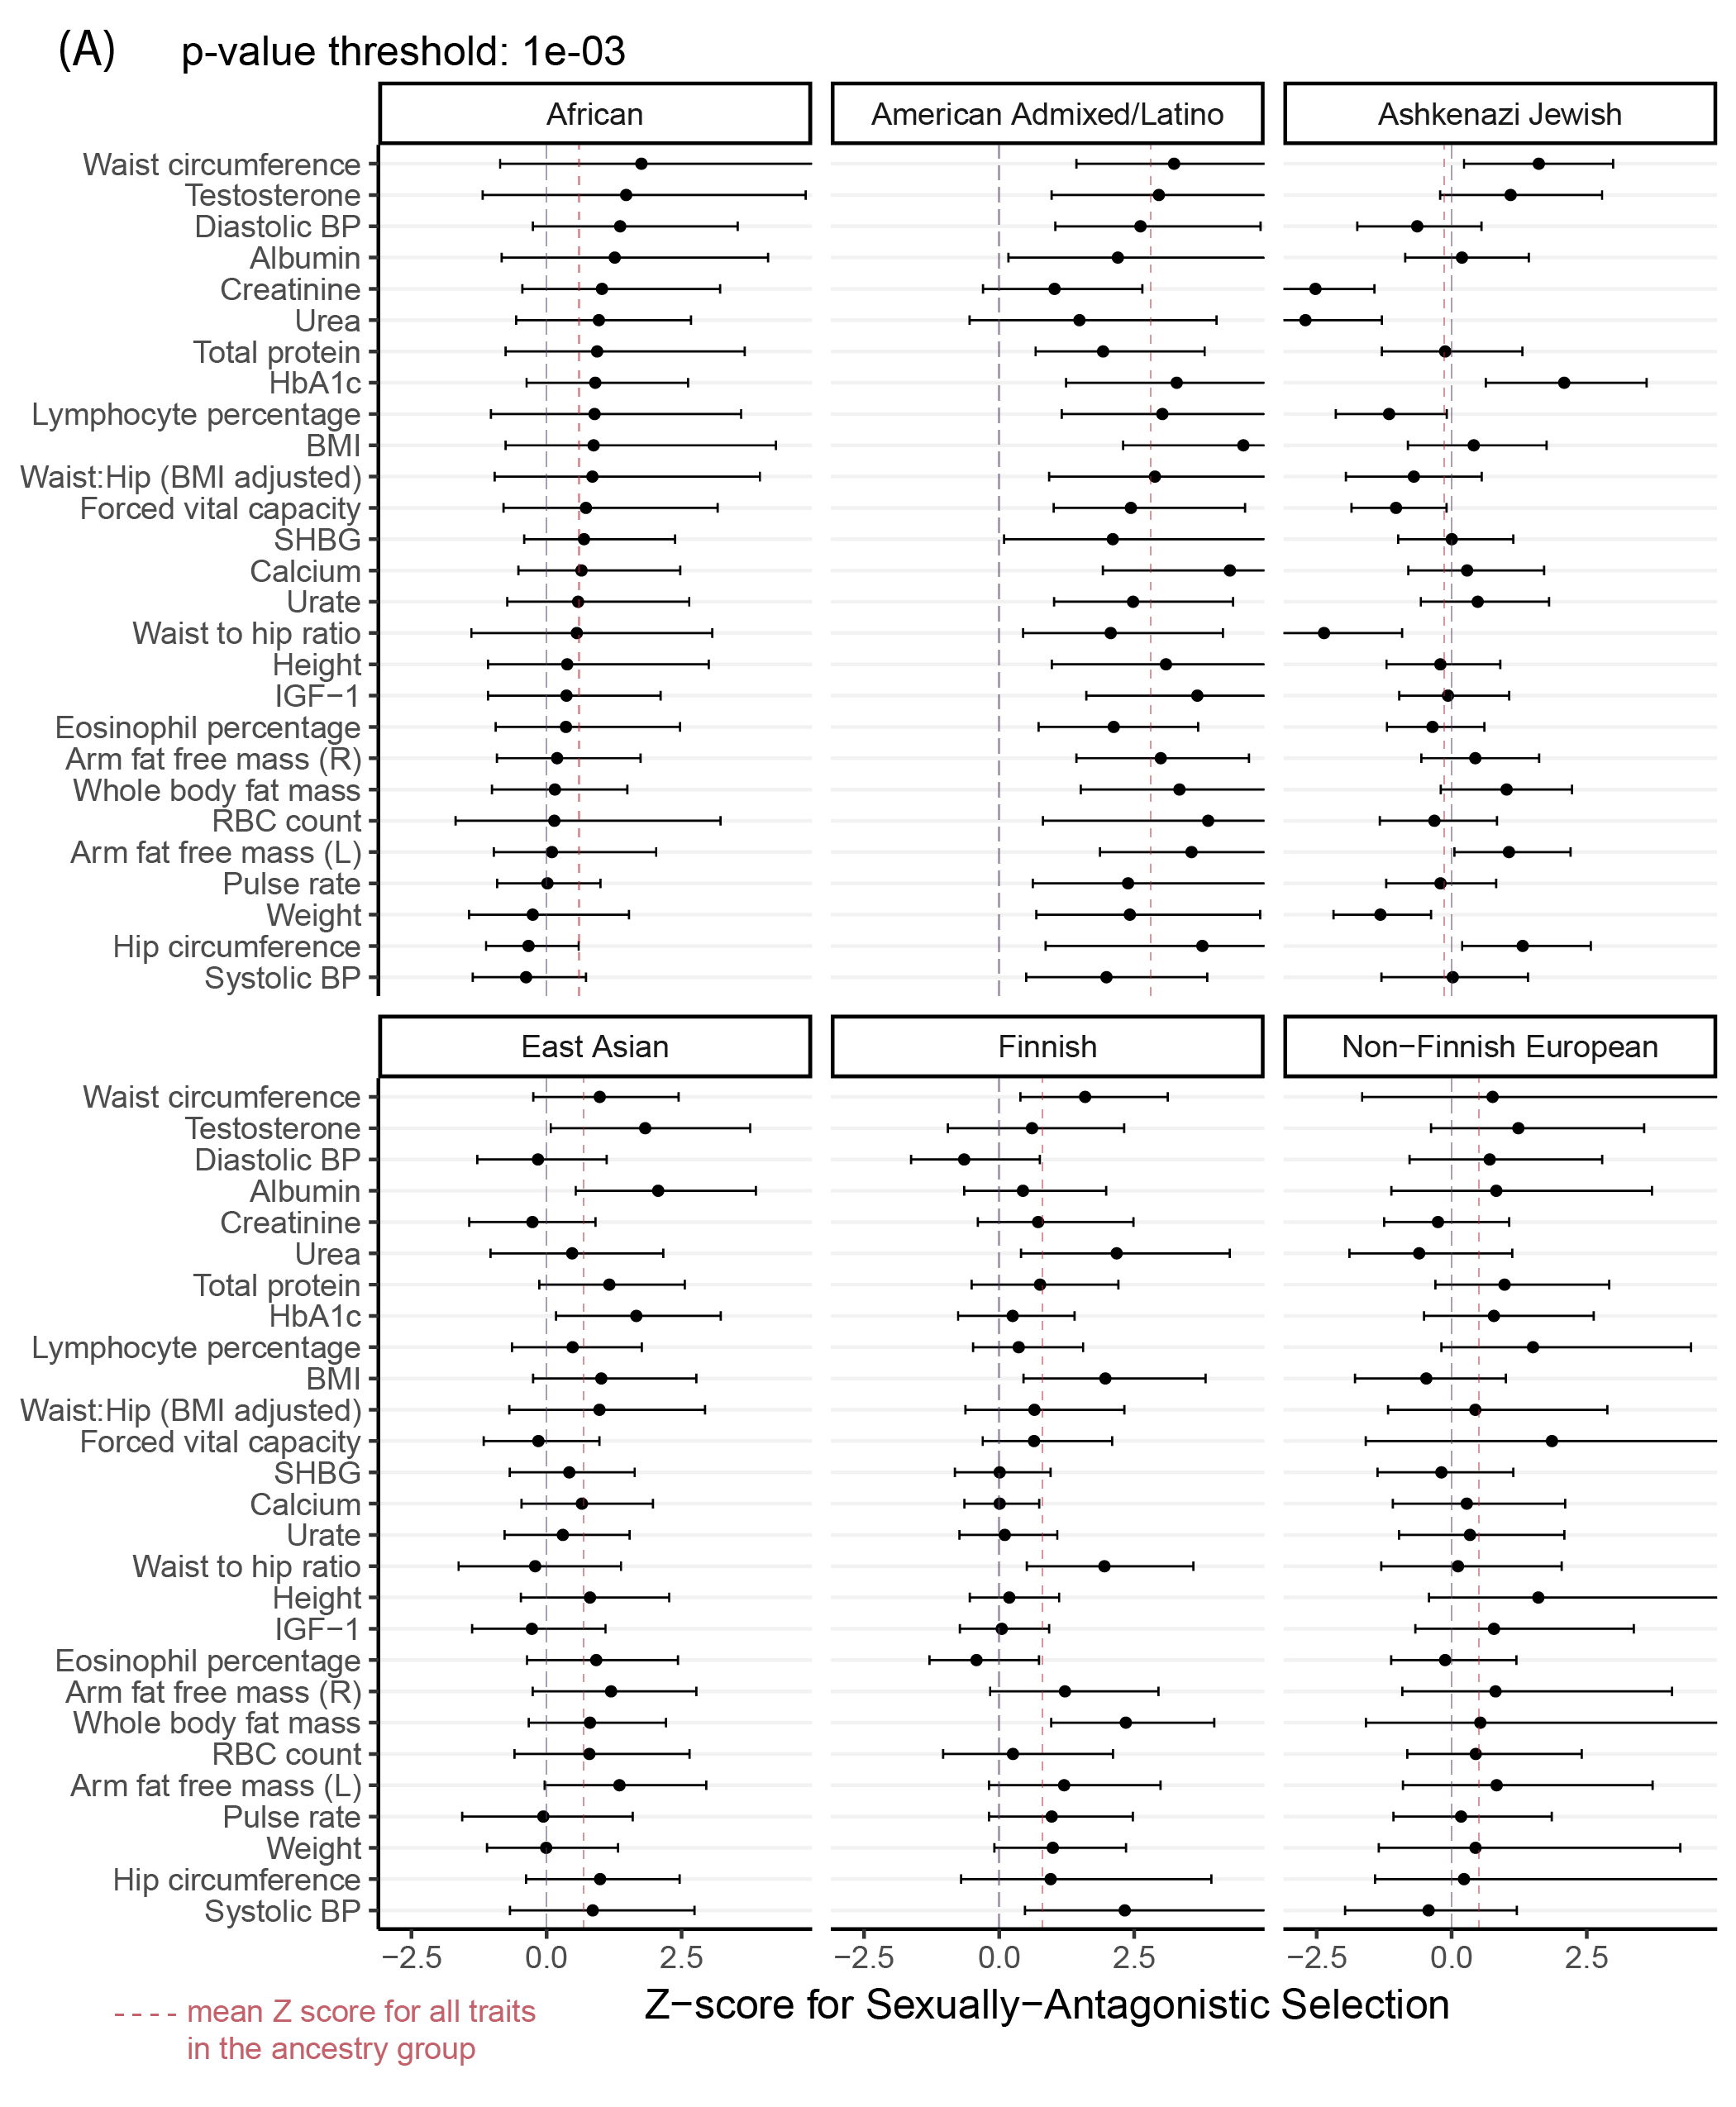 (A) p-value threshold: 1e-03
African American Admixed/Latino Ashkenazi Jewish
Waist circumference
Testosterone
Diastolic BP
Albumin
Creatinine
Urea
Total protein
HbA1c
Lymphocyte percentage
BMI
Waist:Hip (BMI adjusted)
Forced vital capacity
SHBG
Calcium
Urate
Waist to hip ratio
Height
IGF−1
Eosinophil percentage
Arm fat free mass (R)
Whole body fat mass
RBC count
Arm fat free mass (L)
Pulse rate
Weight
Hip circumference
Systolic BP
East Asian Finnish Non−Finnish European
Waist circumference
Testosterone
Diastolic BP
Albumin
Creatinine
Urea
Total protein
HbA1c
Lymphocyte percentage
BMI
Waist:Hip (BMI adjusted)
Forced vital capacity
SHBG
Calcium
Urate
Waist to hip ratio
Height
IGF−1
Eosinophil percentage
Arm fat free mass (R)
Whole body fat mass
RBC count
Arm fat free mass (L)
Pulse rate
Weight
Hip circumference
Systolic BP
−2.5 0.0 2.5 −2.5 0.0 2.5 −2.5 0.0 2.5
Z−score for Sexually−Antagonistic Selection
mean Z score for all traits
in the ancestry group